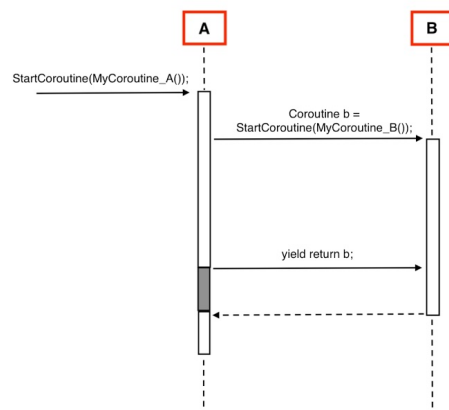 A
B
StartCoroutine(MyCoroutine_A());
Coroutine b =
StartCoroutine(MyCoroutine_B());
yield return b;